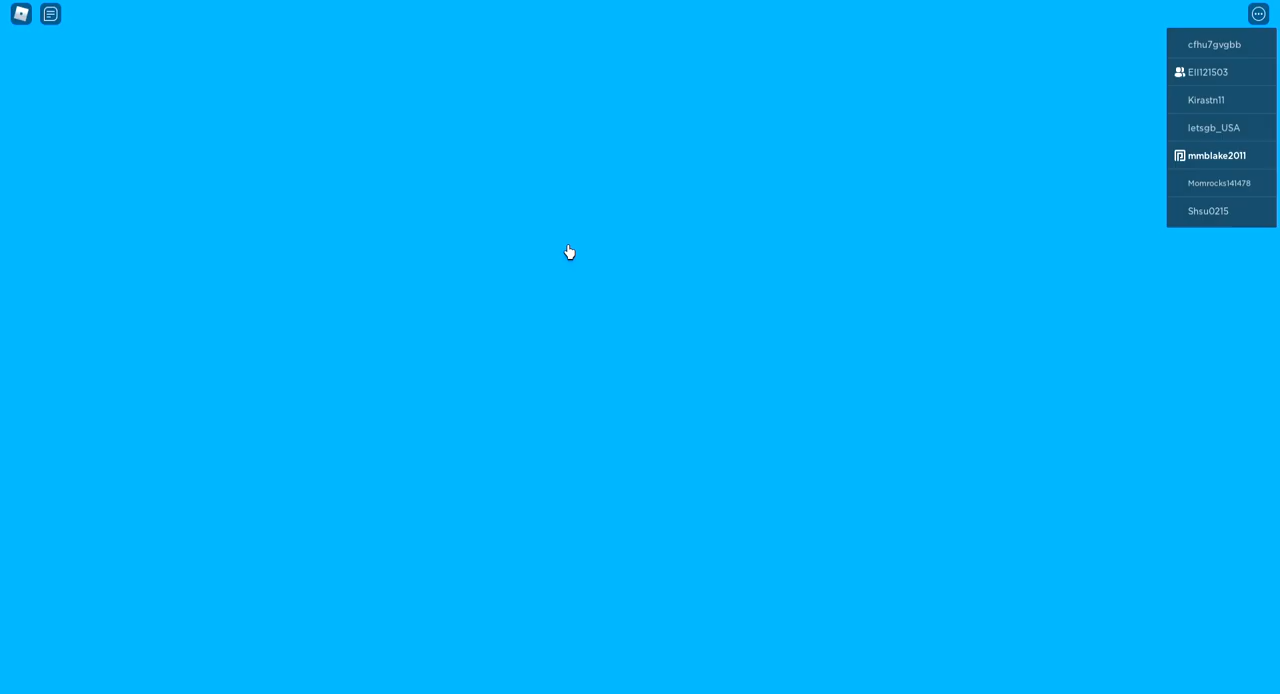 cfhu7gvgbb
Ell121503
Kirastn11
letsgb_USA
mmblake2011
Momrocks141478
Shsu0215